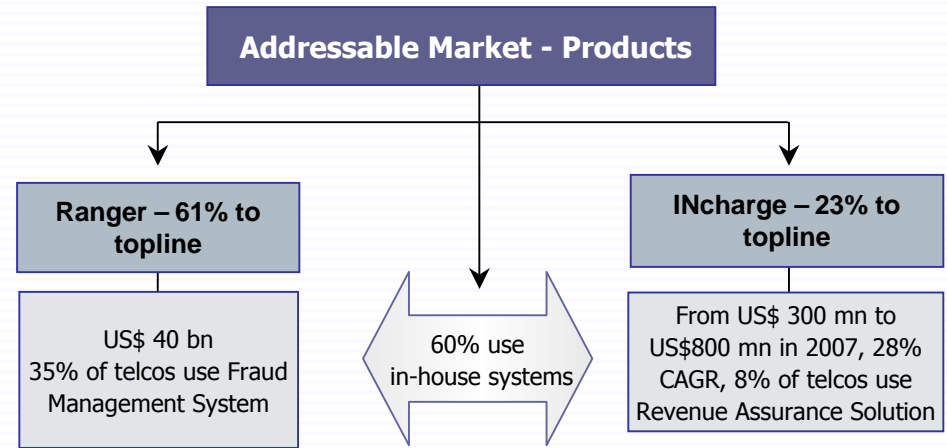 Addressable Market - Products
Ranger – 61% to
topline
INcharge – 23% to
topline
US$ 40 bn
35% of telcos use Fraud
Management System
60% use
in-house systems
From US$ 300 mn to
US$800 mn in 2007, 28%
CAGR, 8% of telcos use
Revenue Assurance Solution